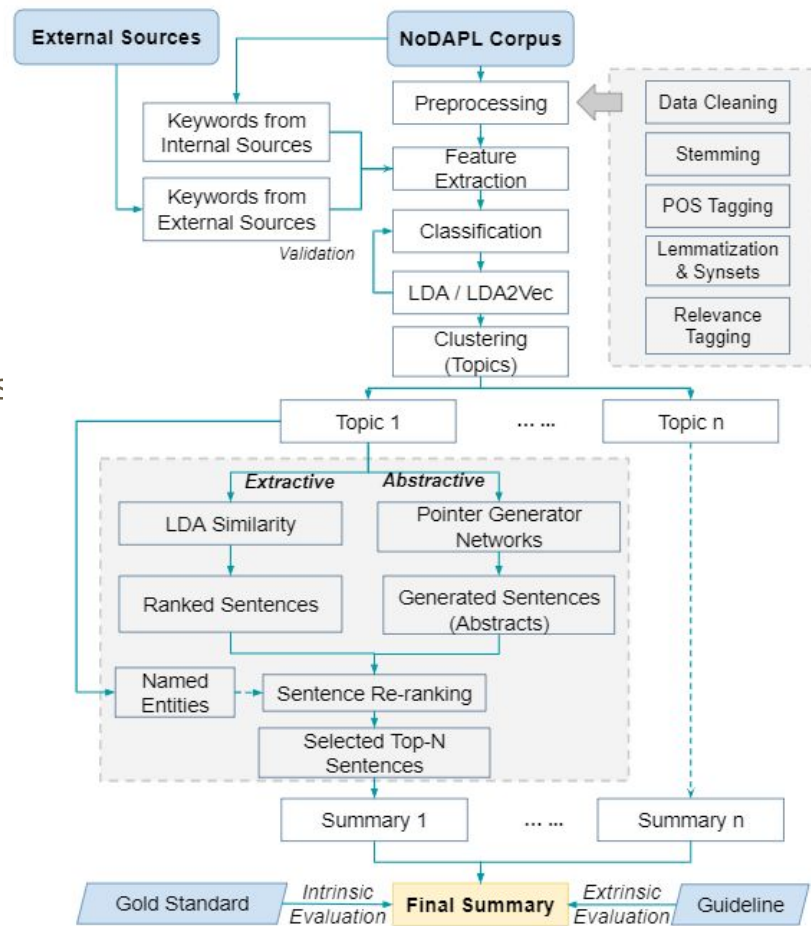 External Sources
NoDAPL Corpus
Preprocessing
Data Cleaning
Stemming
POS Tagging
Lemmatization
& Synsets
Relevance
Tagging
Keywords from
Internal Sources
Feature
Extraction
Keywords from
External Sources
Validation
Classification
LDA / LDA2Vec
Clustering
(Topics)
Topic 1
... ...
Topic n
Extractive
Abstractive
LDA Similarity
Pointer Generator
Networks
Ranked Sentences
Generated Sentences
(Abstracts)
Named
Entities
Sentence Re-ranking
Selected Top-N
Sentences
Summary 1
... ...
Summary n
Gold Standard
Intrinsic
Evaluation
Final Summary
Extrinsic
Evaluation
Guideline